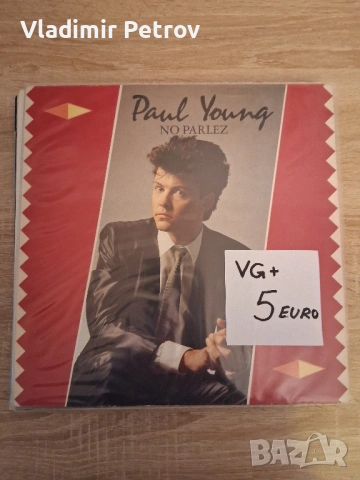 Vladimir Petrov
Paul Young
NO PARLEZ
VG+
5 EURO
BAZAR